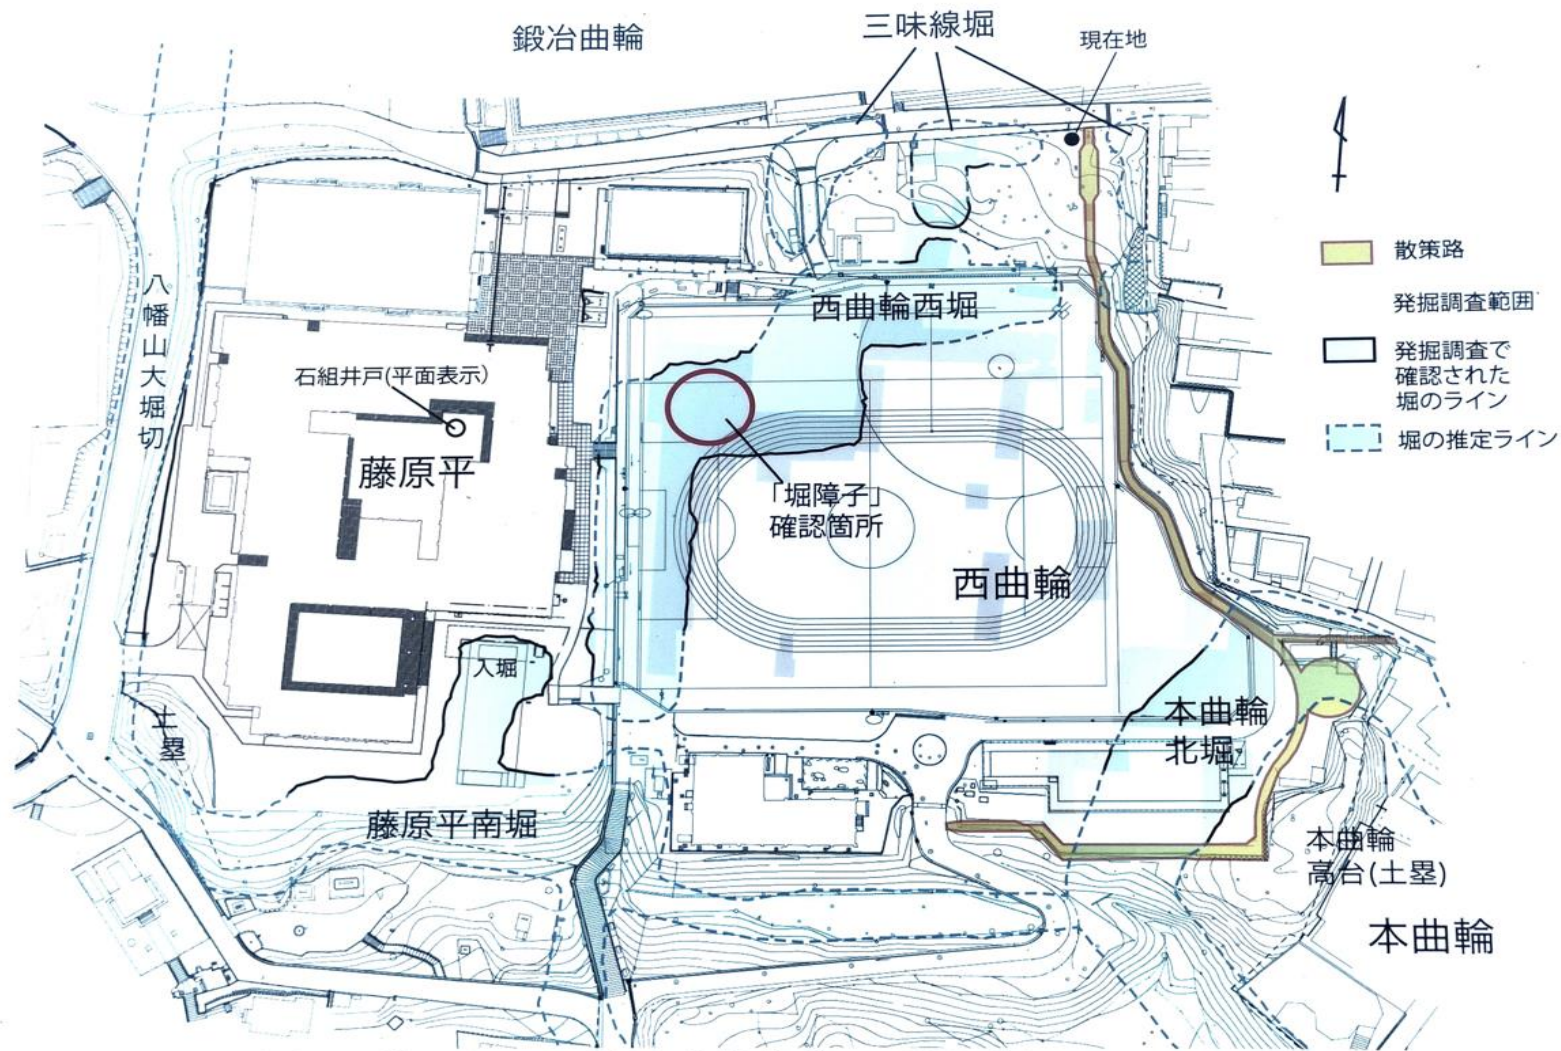 鍛冶曲輪
三味線堀
現在地
散策路
発掘調査範囲
発掘調査で
確認された
堀のライン
堀の推定ライン
八幡山大堀切
西曲輪西堀
石組井戸(平面表示)
藤原平
「堀障子」
確認箇所
西曲輪
入堀
土塁
本曲輪
北堀
藤原平南堀
本曲輪
高台(土塁)
本曲輪